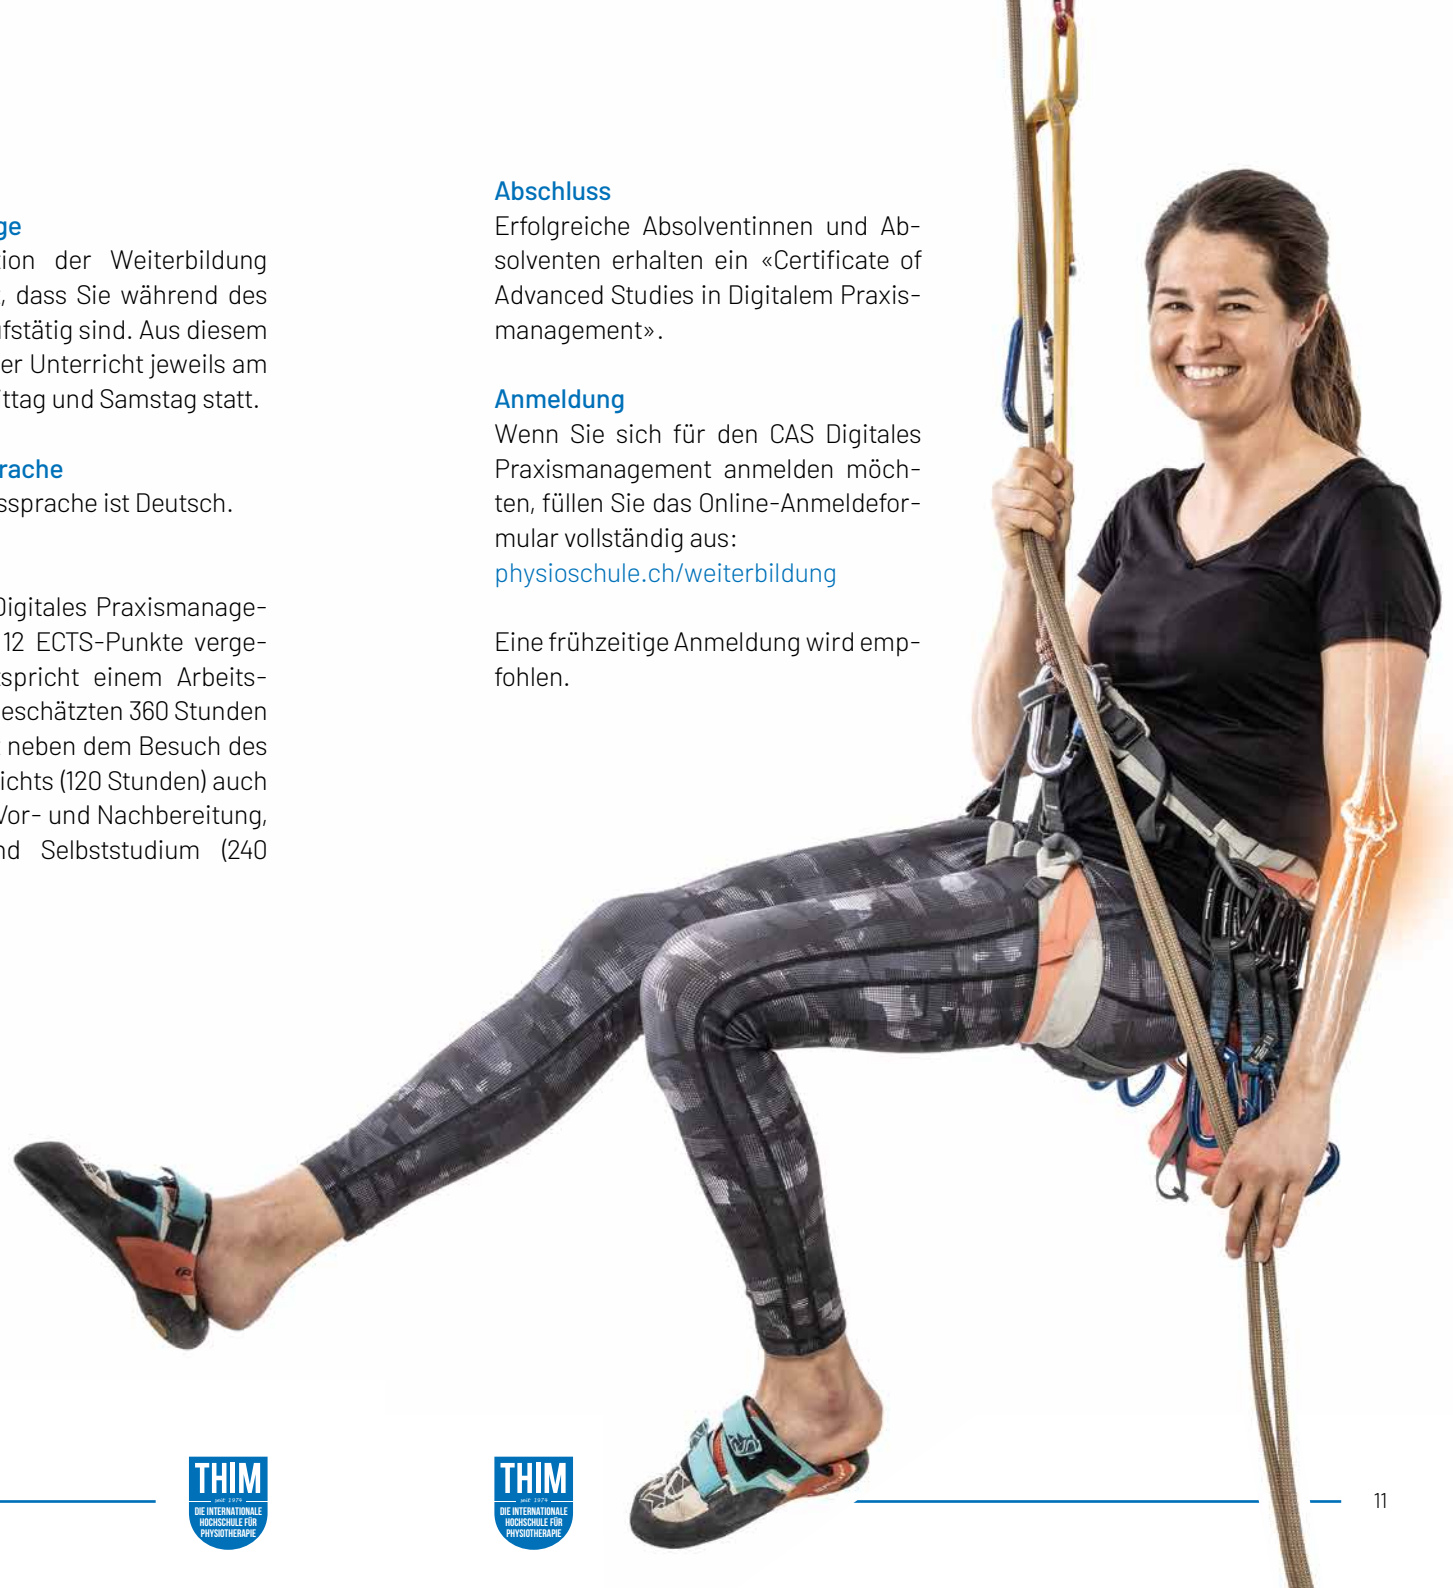 ge
ion der Weiterbildung
, dass Sie während des
fstätig sind. Aus diesem
er Unterricht jeweils am
ttag und Samstag statt.
rache
ssprache ist Deutsch.
Digitales Praxismanage-
12 ECTS-Punkte verge-
spricht einem Arbeits-
eschätzten 360 Stunden
neben dem Besuch des
ichts (120 Stunden) auch
Vor- und Nachbereitung,
nd Selbststudium (240
Abschluss
Erfolgreiche Absolventinnen und Ab-
solventen erhalten ein «Certificate of
Advanced Studies in Digitalem Praxis-
management».
Anmeldung
Wenn Sie sich für den CAS Digitales
Praxismanagement anmelden möch-
ten, füllen Sie das Online-Anmeldefor-
mular vollständig aus:
physioschule.ch/weiterbildung
Eine frühzeitige Anmeldung wird emp-
fohlen.
THIM
seit 1974
DIE INTERNATIONALE
HOCHSCHULE FÜR
PHYSIOTHERAPIE
THIM
seit 1974
DIE INTERNATIONALE
HOCHSCHULE FÜR
PHYSIOTHERAPIE
11